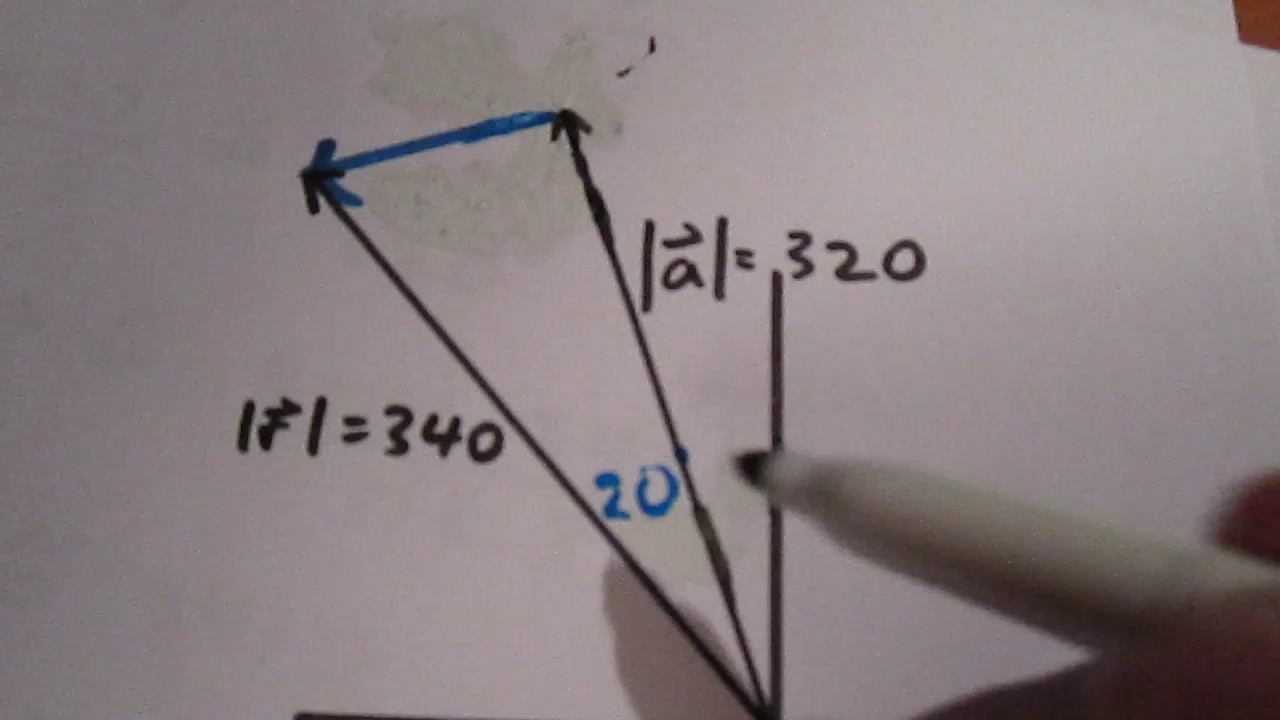 |a⃗| = 320
|r⃗| = 340
20